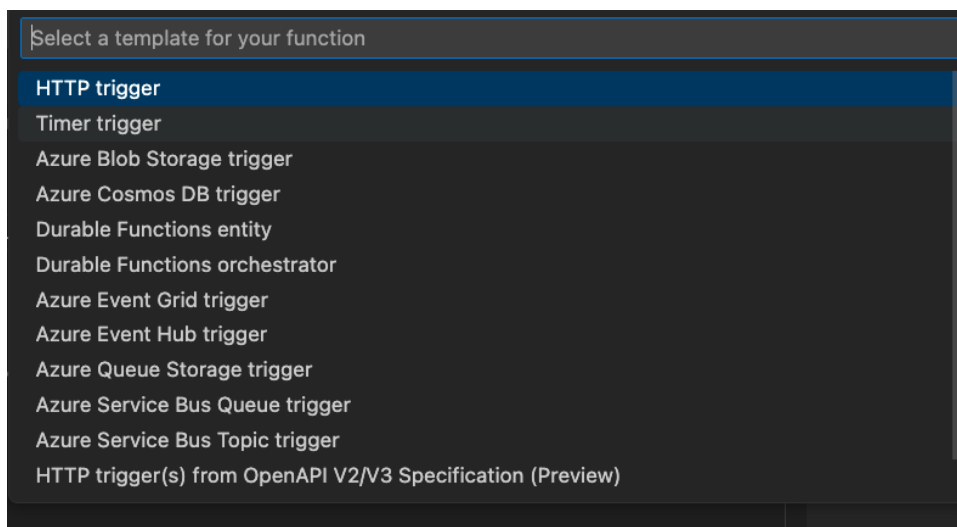 Select a template for your function
HTTP trigger
Timer trigger
Azure Blob Storage trigger
Azure Cosmos DB trigger
Durable Functions entity
Durable Functions orchestrator
Azure Event Grid trigger
Azure Event Hub trigger
Azure Queue Storage trigger
Azure Service Bus Queue trigger
Azure Service Bus Topic trigger
HTTP trigger(s) from OpenAPI V2/V3 Specification (Preview)